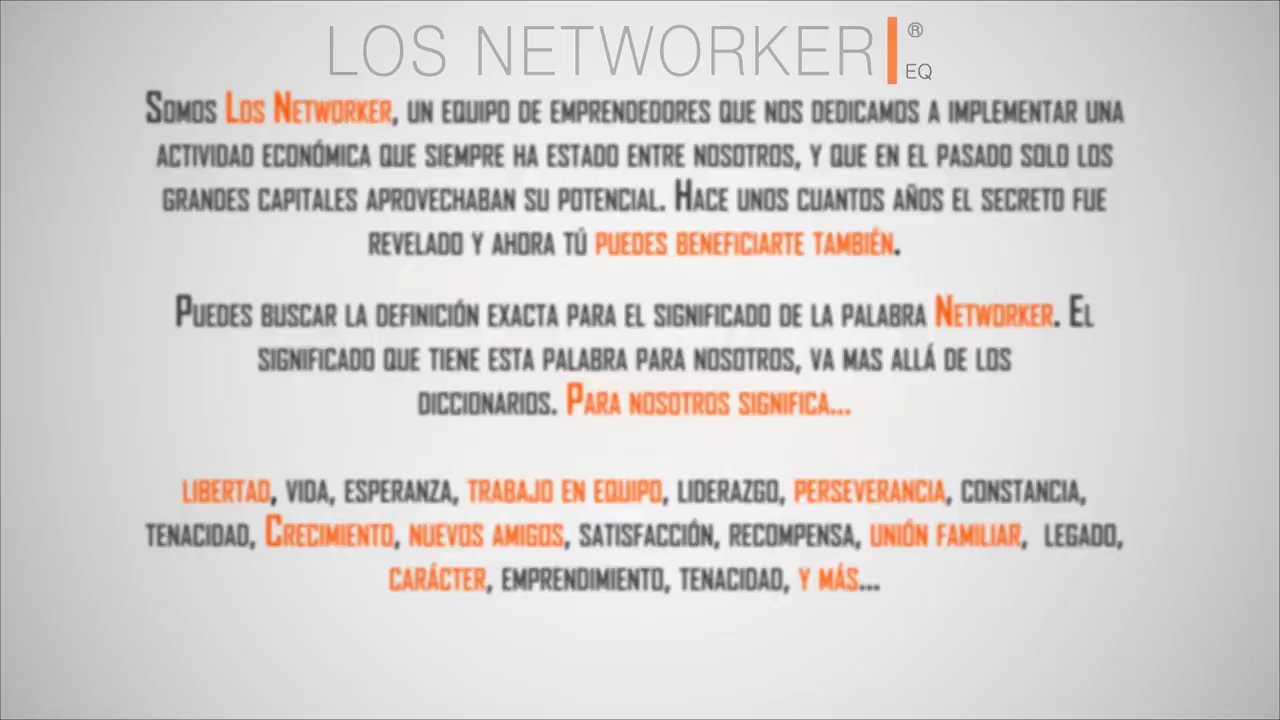 LOS NETWORKER|®
EQ
Somos Los Networker, un equipo de emprendedores que nos dedicamos a implementar una
actividad económica que siempre ha estado entre nosotros, y que en el pasado solo los
grandes capitales aprovechaban su potencial. Hace unos cuantos años el secreto fue
revelado y ahora tú puedes beneficiarte también.
Puedes buscar la definición exacta para el significado de la palabra Networker. El
significado que tiene esta palabra para nosotros, va mas allá de los
diccionarios. Para nosotros significa...
libertad, vida, esperanza, trabajo en equipo, liderazgo, perseverancia, constancia,
tenacidad, Crecimiento, nuevos amigos, satisfacción, recompensa, unión familiar, legado,
carácter, emprendimiento, tenacidad, y más...